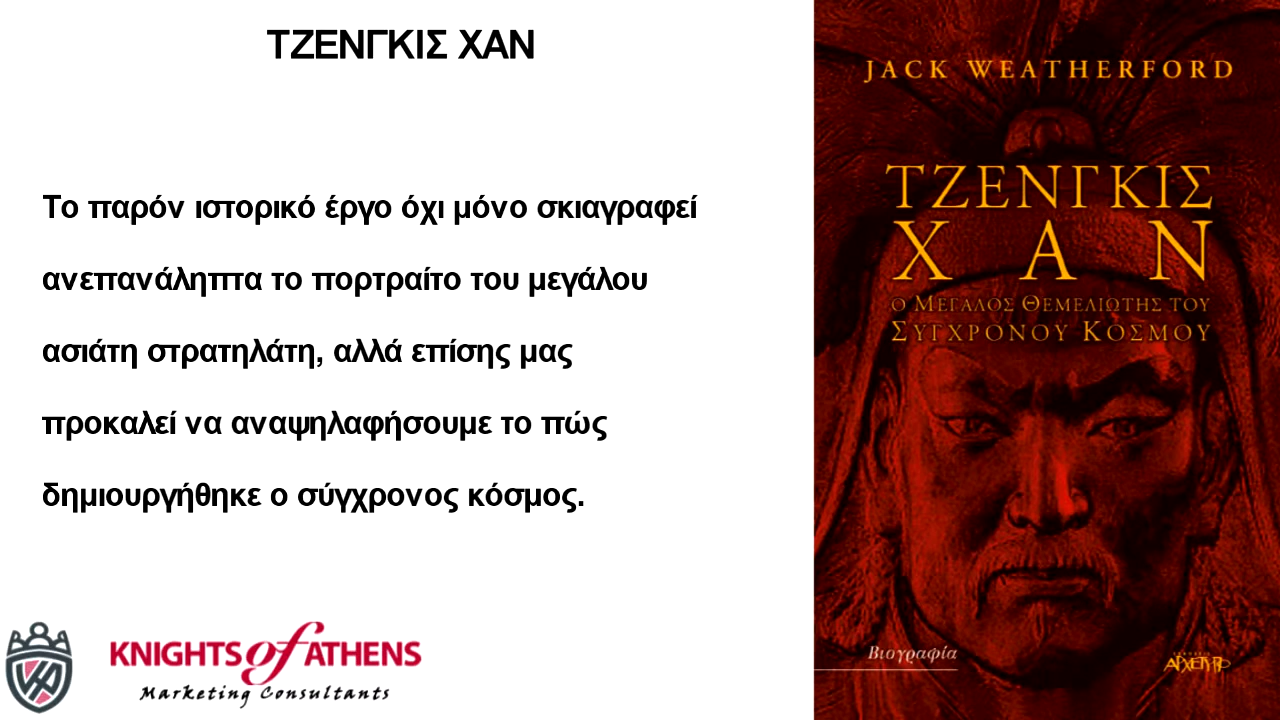 ΤΖΕΝΓΚΙΣ ΧΑΝ
Το παρόν ιστορικό έργο όχι μόνο σκιαγραφεί
ανεπανάληπτα το πορτραίτο του μεγάλου
ασιάτη στρατηλάτη, αλλά επίσης μας
προκαλεί να αναψηλαφήσουμε το πώς
δημιουργήθηκε ο σύγχρονος κόσμος.
KNIGHTS of ATHENS
Marketing Consultants
JACK WEATHERFORD
ΤΖΕΝΓΚΙΣ
ΧΑΝ
Ο ΜΕΓΑΛΟΣ ΘΕΜΕΛΙΩΤΗΣ ΤΟΥ
ΣΥΓΧΡΟΝΟΥ ΚΟΣΜΟΥ
Βιογραφία
ΑΡΧΕΤΥΠΟ